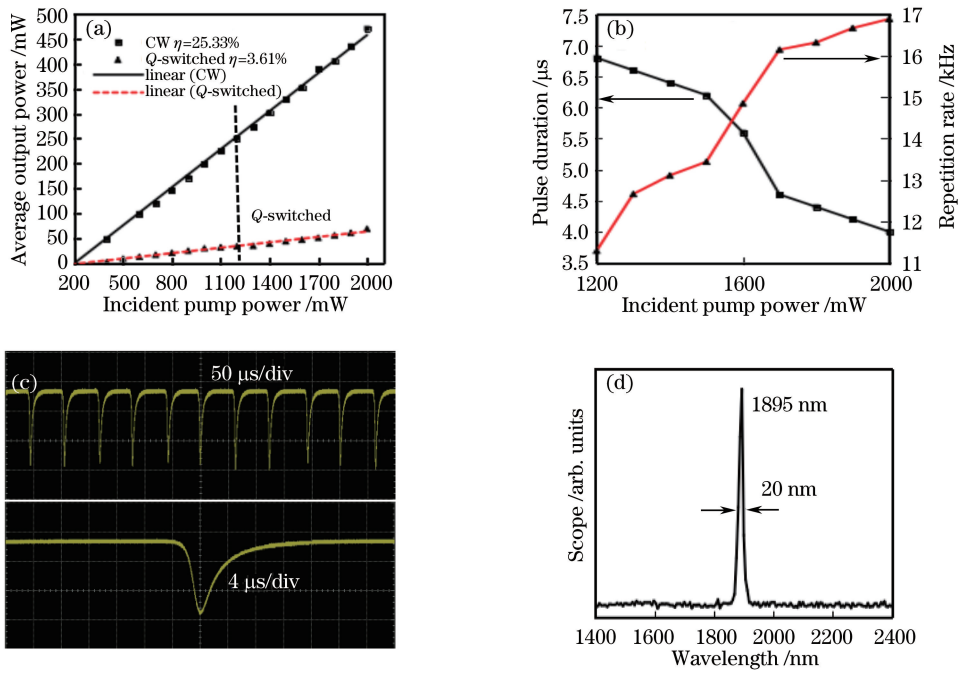 (a)
CW η=25.33%
Q-switched η=3.61%
linear (CW)
linear (Q-switched)
Q-switched
Average output power /mW
500
450
400
350
300
250
200
150
100
50
0
200 500 800 1100 1400 1700 2000
Incident pump power /mW
(b)
Pulse duration /μs
7.5
7.0
6.5
6.0
5.5
5.0
4.5
4.0
3.5
17
16
15
14
13
12
11
Repetition rate /kHz
1200 1600 2000
Incident pump power /mW
(c)
50 μs/div
4 μs/div
(d)
1895 nm
20 nm
Scope /arb. units
1400 1600 1800 2000 2200 2400
Wavelength /nm